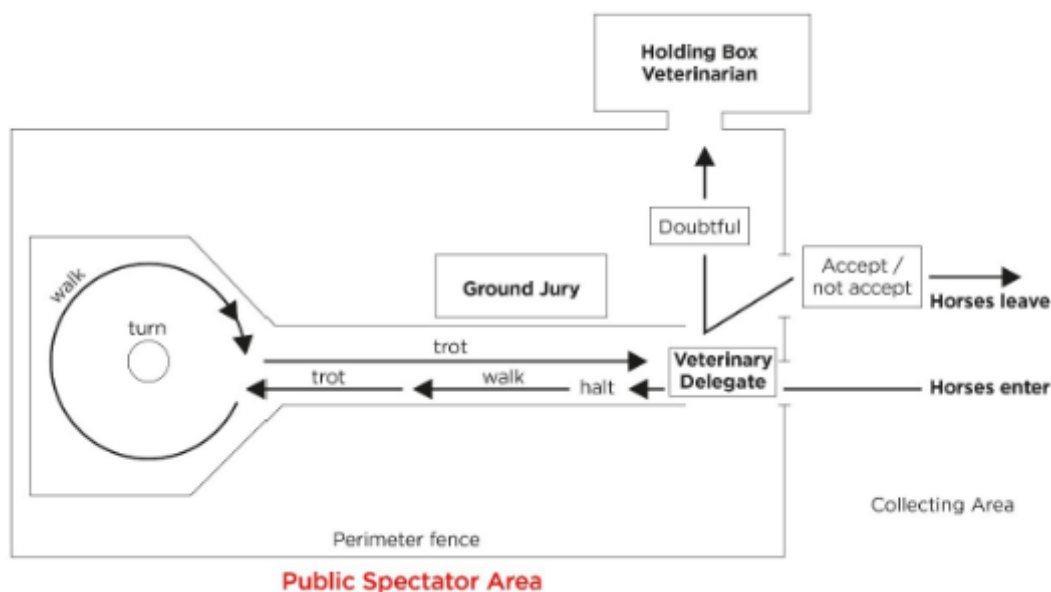 Holding Box
Veterinarian
Doubtful
Accept /
not accept
Horses leave
Ground Jury
walk
turn
trot
Veterinary
Delegate
trot
walk
halt
Horses enter
Collecting Area
Perimeter fence
Public Spectator Area